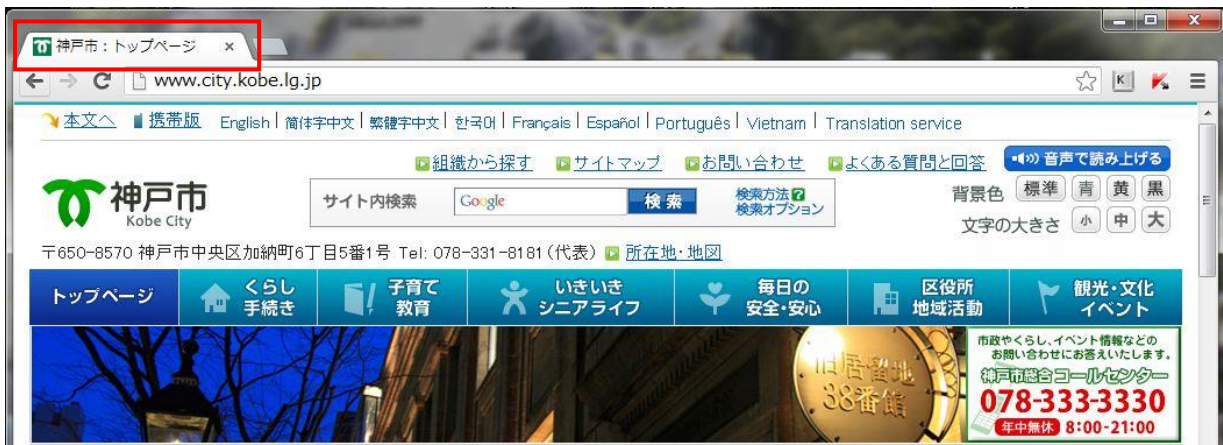 神戸市：トップページ
www.city.kobe.lg.jp
本文へ 携帯版 English 简体字中文 繁體字中文 한국어 Français Español Português Vietnam Translation service
組織から探す サイトマップ お問い合わせ よくある質問と回答 音声で読み上げる
神戸市
Kobe City
サイト内検索 Google 検索 検索方法
検索オプション
背景色 標準 青 黄 黒
文字の大きさ 小 中 大
〒650-8570 神戸市中央区加納町6丁目5番1号 Tel: 078-331-8181(代表) 所在地・地図
トップページ
くらし
手続き
子育て
教育
いきいき
シニアライフ
毎日の
安全・安心
区役所
地域活動
観光・文化
イベント
旧居留地
38番館
市政やくらし、イベント情報などの
お問い合わせにお答えいたします。
神戸市総合コールセンター
078-333-3330
年中無休 8:00-21:00